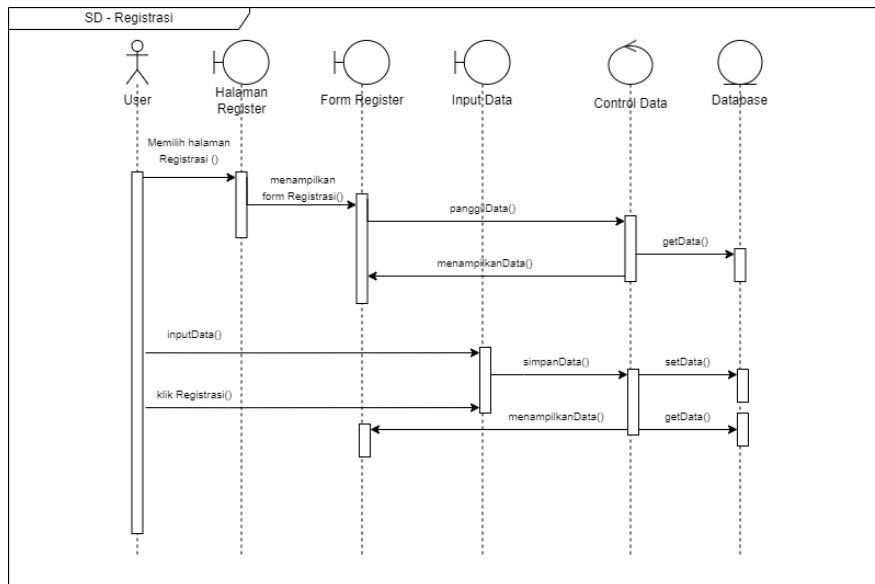 SD - Registrasi
User
Halaman
Register
Form Register
Input Data
Control Data
Database
Memilih halaman
Registrasi ()
menampilkan
form Registrasi()
panggilData()
getData()
menampilkanData()
inputData()
simpanData()
setData()
klik Registrasi()
menampilkanData()
getData()